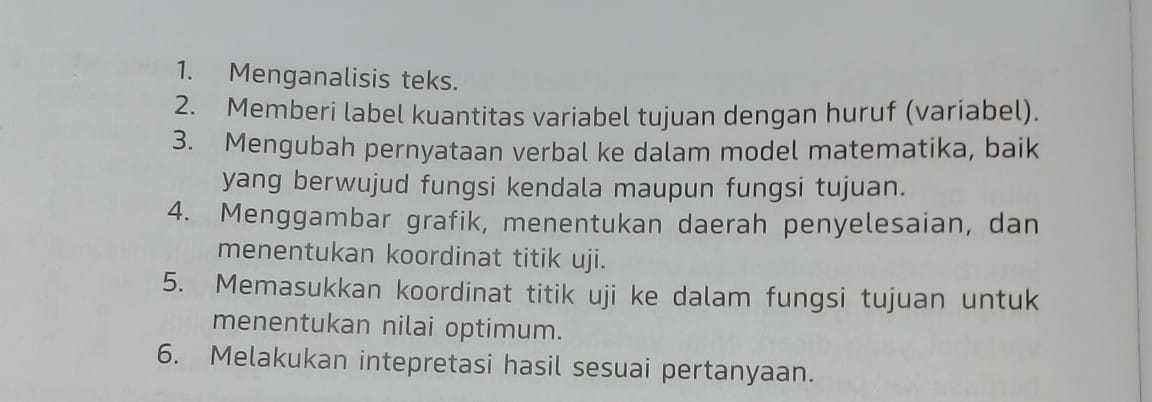 1. Menganalisis teks.
2. Memberi label kuantitas variabel tujuan dengan huruf (variabel).
3. Mengubah pernyataan verbal ke dalam model matematika, baik
yang berwujud fungsi kendala maupun fungsi tujuan.
4. Menggambar grafik, menentukan daerah penyelesaian, dan
menentukan koordinat titik uji.
5. Memasukkan koordinat titik uji ke dalam fungsi tujuan untuk
menentukan nilai optimum.
6. Melakukan intepretasi hasil sesuai pertanyaan.